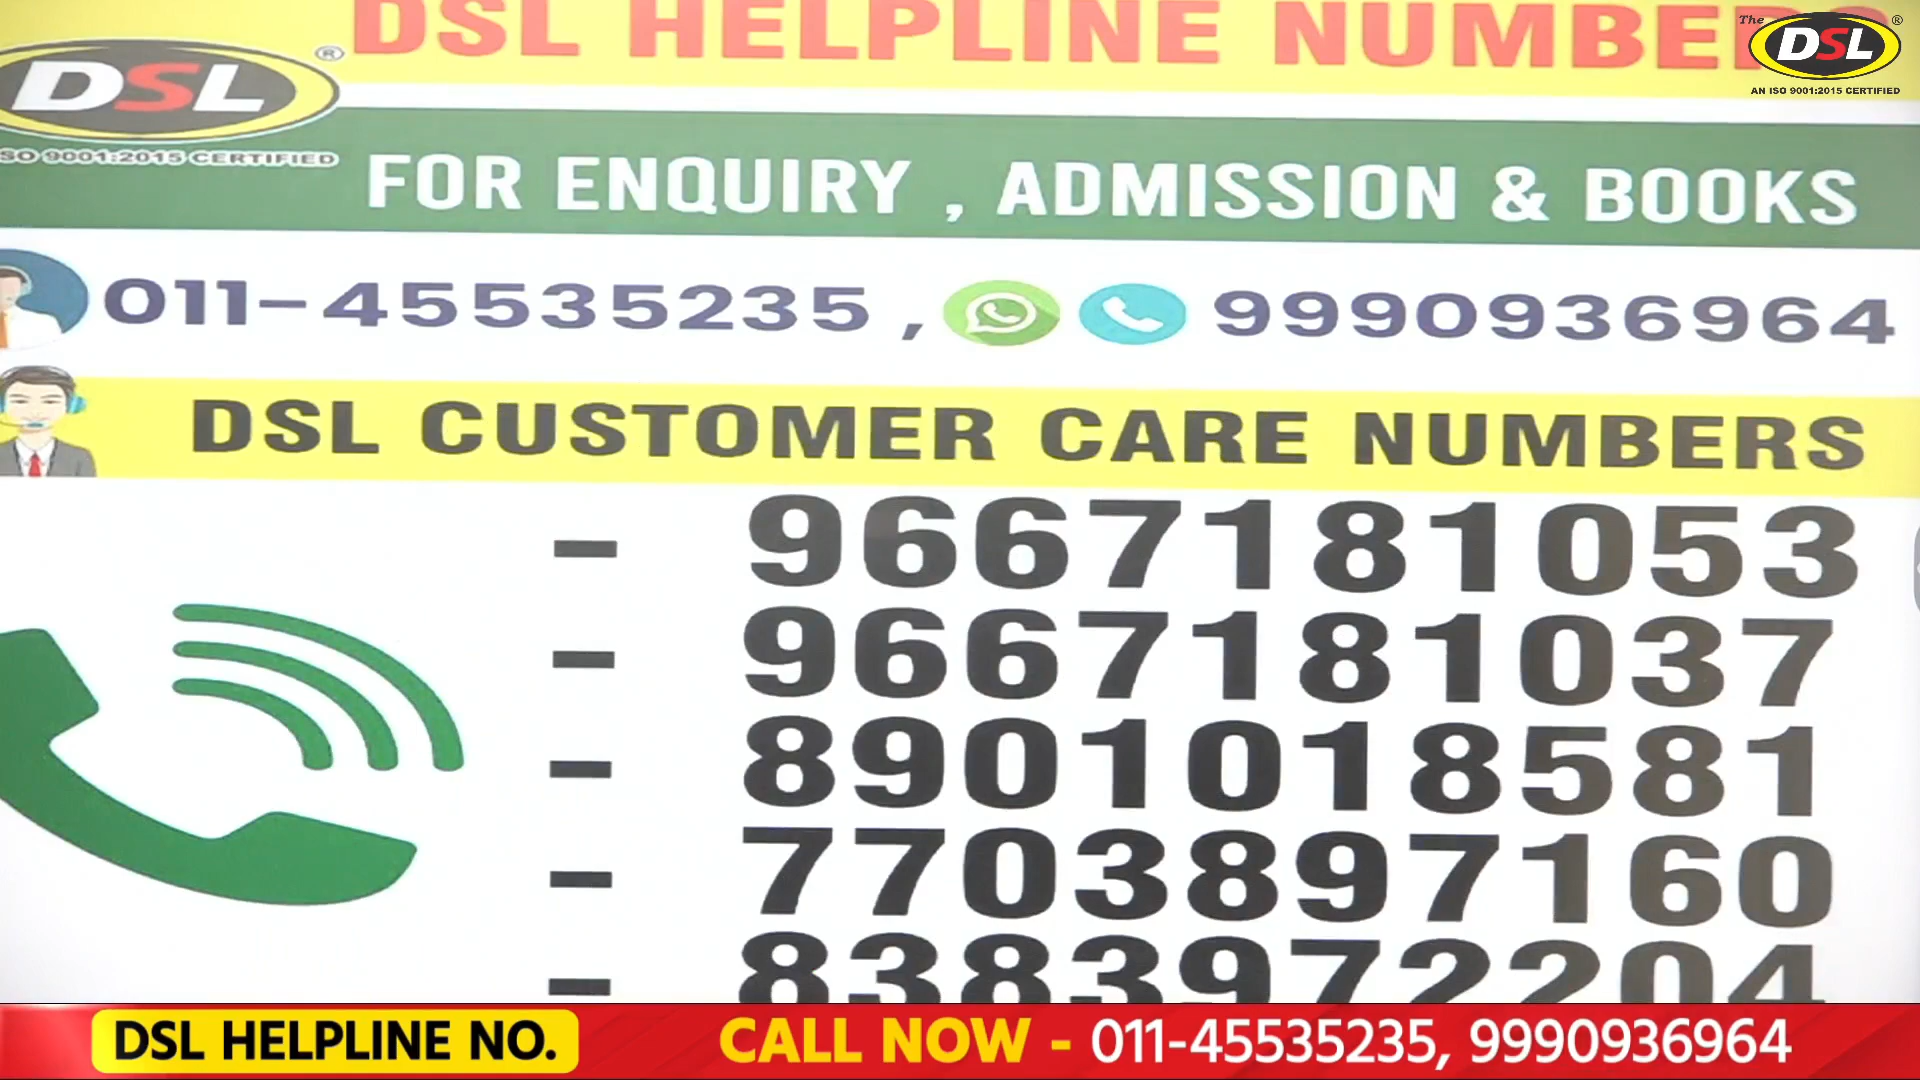 DSL HELPLINE NUMBE
The DSL ®
AN ISO 9001:2015 CERTIFIED
DSL ®
ISO 9001:2015 CERTIFIED
FOR ENQUIRY , ADMISSION & BOOKS
011-45535235 , 9990936964
DSL CUSTOMER CARE NUMBERS
- 9667181053
- 9667181037
- 8901018581
- 7703897160
- 8383972204
DSL HELPLINE NO. CALL NOW - 011-45535235, 9990936964